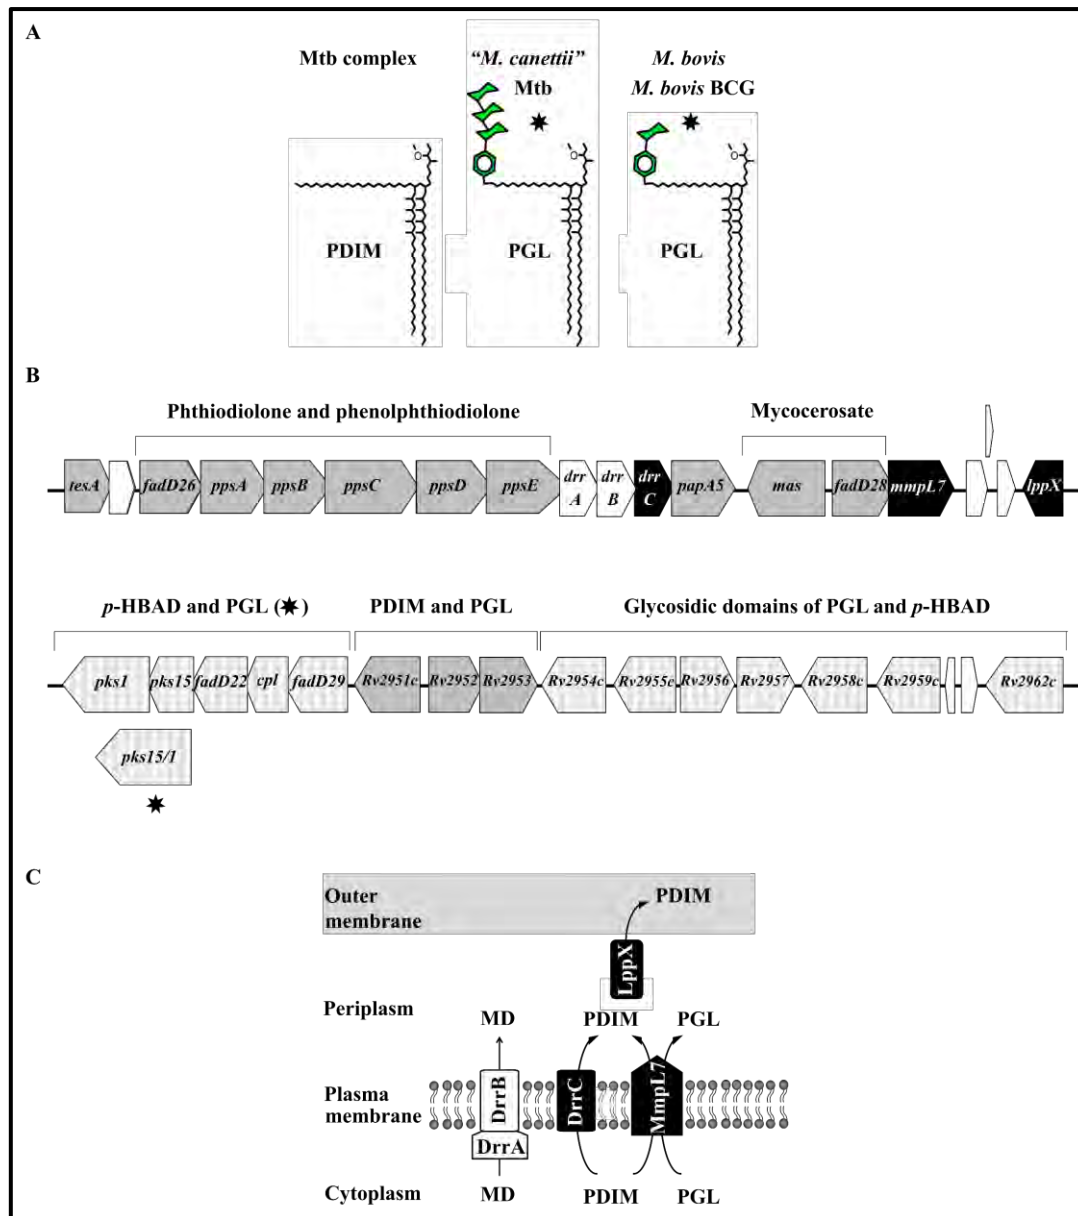 A
Mtb complex
"M. canettii"
Mtb
M. bovis
M. bovis BCG
O
O
O
PDIM
PGL
PGL
B
Phthiodiolone and phenolphthiodiolone
Mycocerosate
tesA
fadD26
ppsA
ppsB
ppsC
ppsD
ppsE
drr
A
drr
B
drr
C
papA5
mas
fadD28
mmpL7
lppX
p-HBAD and PGL (✷)
PDIM and PGL
Glycosidic domains of PGL and p-HBAD
pks1
pks15
fadD22
cpl
fadD29
Rv2951c
Rv2952
Rv2953
Rv2954c
Rv2955c
Rv2956
Rv2957
Rv2958c
Rv2959c
Rv2962c
pks15/1
C
Outer
membrane
PDIM
LppX
Periplasm
MD
PDIM
PGL
Plasma
membrane
DrrB
DrrC
MmpL7
DrrA
Cytoplasm
MD
PDIM
PGL